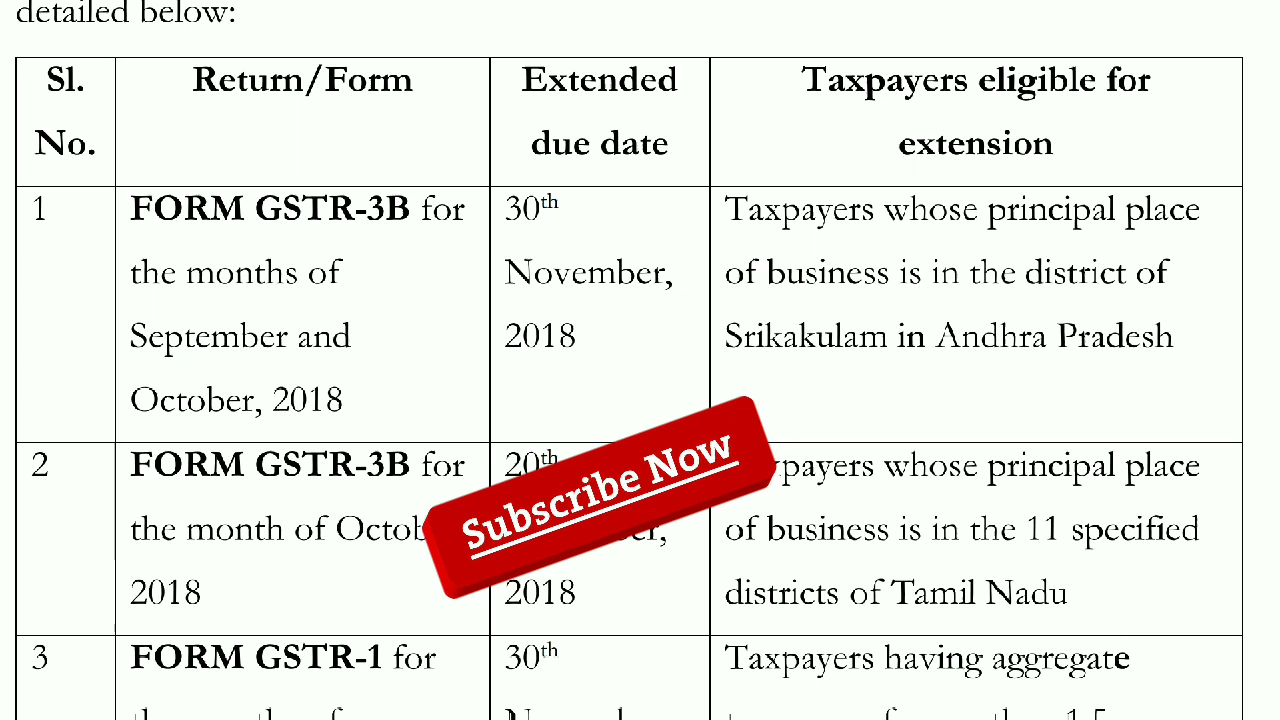 detailed below:
Sl. No.
Return/Form
Extended due date
Taxpayers eligible for extension
1
FORM GSTR-3B for
the months of
September and
October, 2018
30th
November,
2018
Taxpayers whose principal place
of business is in the district of
Srikakulam in Andhra Pradesh
2
FORM GSTR-3B for
the month of
2018
20th
2018
whose principal place
of business is in the 11 specified
districts of Tamil Nadu
Subscribe Now
3
FORM GSTR-1 for
30th
Taxpayers having aggregate